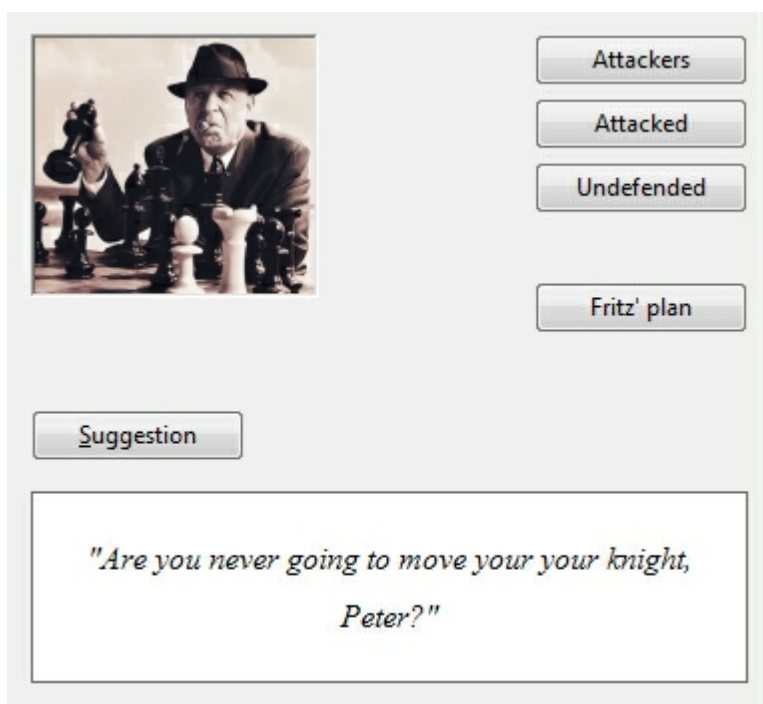 Attackers
Attacked
Undefended
Fritz' plan
Suggestion
"Are you never going to move your your knight,
Peter?"